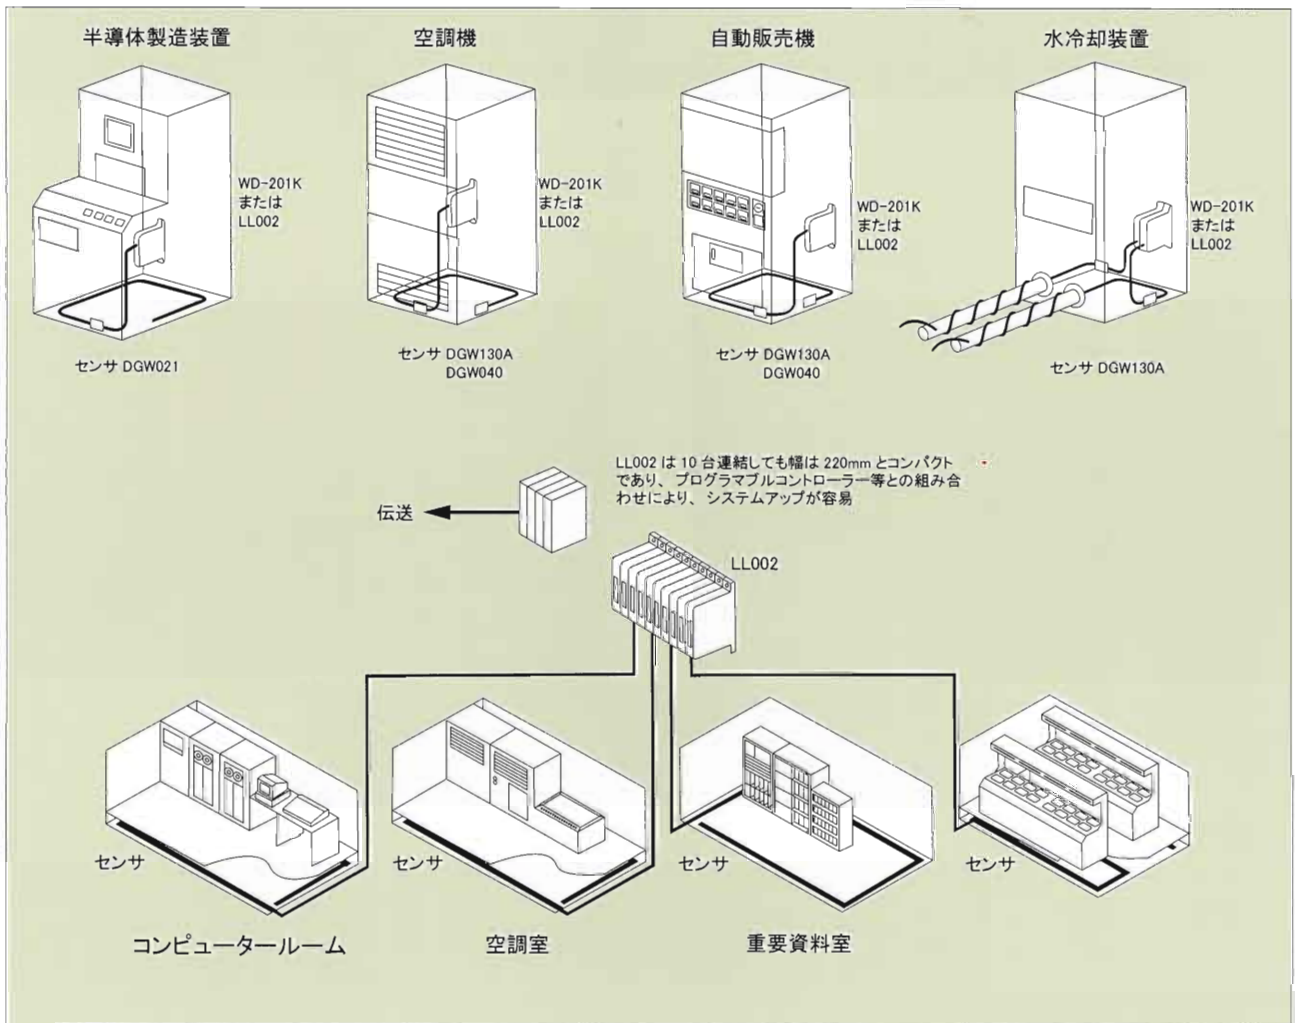 半導体製造装置
空調機
自動販売機
水冷却装置
WD-201K
または
LL002
WD-201K
または
LL002
WD-201K
または
LL002
WD-201K
または
LL002
センサ DGW021
センサ DGW130A
DGW040
センサ DGW130A
DGW040
センサ DGW130A
LL002 は 10 台連結しても幅は 220mm とコンパクト
であり、プログラマブルコントローラー等との組み合
わせにより、システムアップが容易
伝送
LL002
センサ
センサ
センサ
センサ
コンピュータールーム
空調室
重要資料室